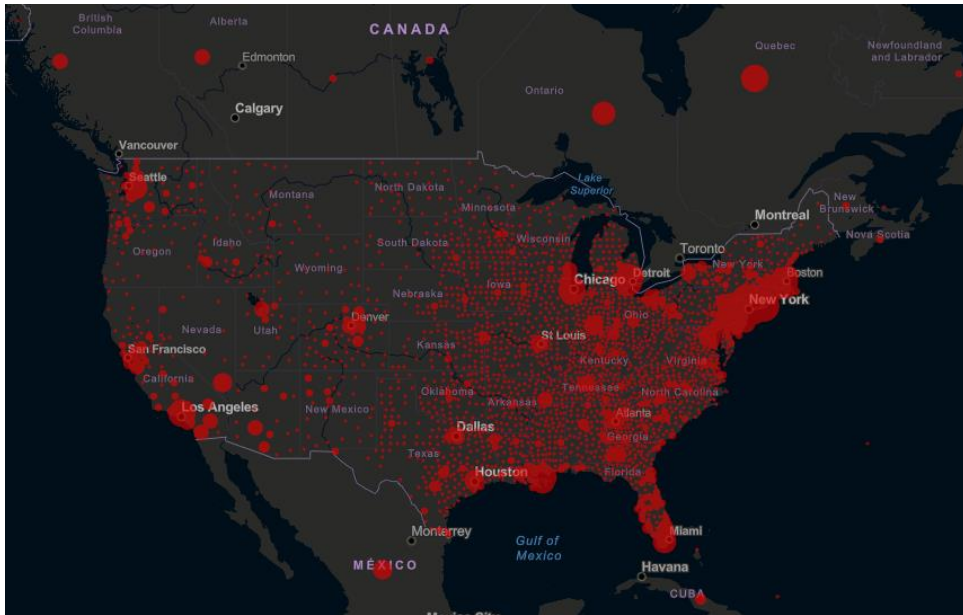 British
Columbia
Alberta
CANADA
Quebec
Newfoundland
and Labrador
Edmonton
Ontario
Calgary
Vancouver
Seattle
Lake
Superior
Montana
North Dakota
Minnesota
New
Brunswick
Montreal
Nova Scotia
Oregon
Idaho
South Dakota
Wisconsin
Toronto
New York
Wyoming
Chicago
Detroit
Boston
Nebraska
Iowa
New York
Nevada
Utah
Denver
Ohio
St Louis
San Francisco
Kansas
Kentucky
Virginia
California
Oklahoma
Tennessee
North Carolina
Los Angeles
New Mexico
Arkansas
Atlanta
Dallas
Georgia
Texas
Houston
Florida
Monterrey
Gulf of
Mexico
Miami
MÉXICO
Havana
CUBA